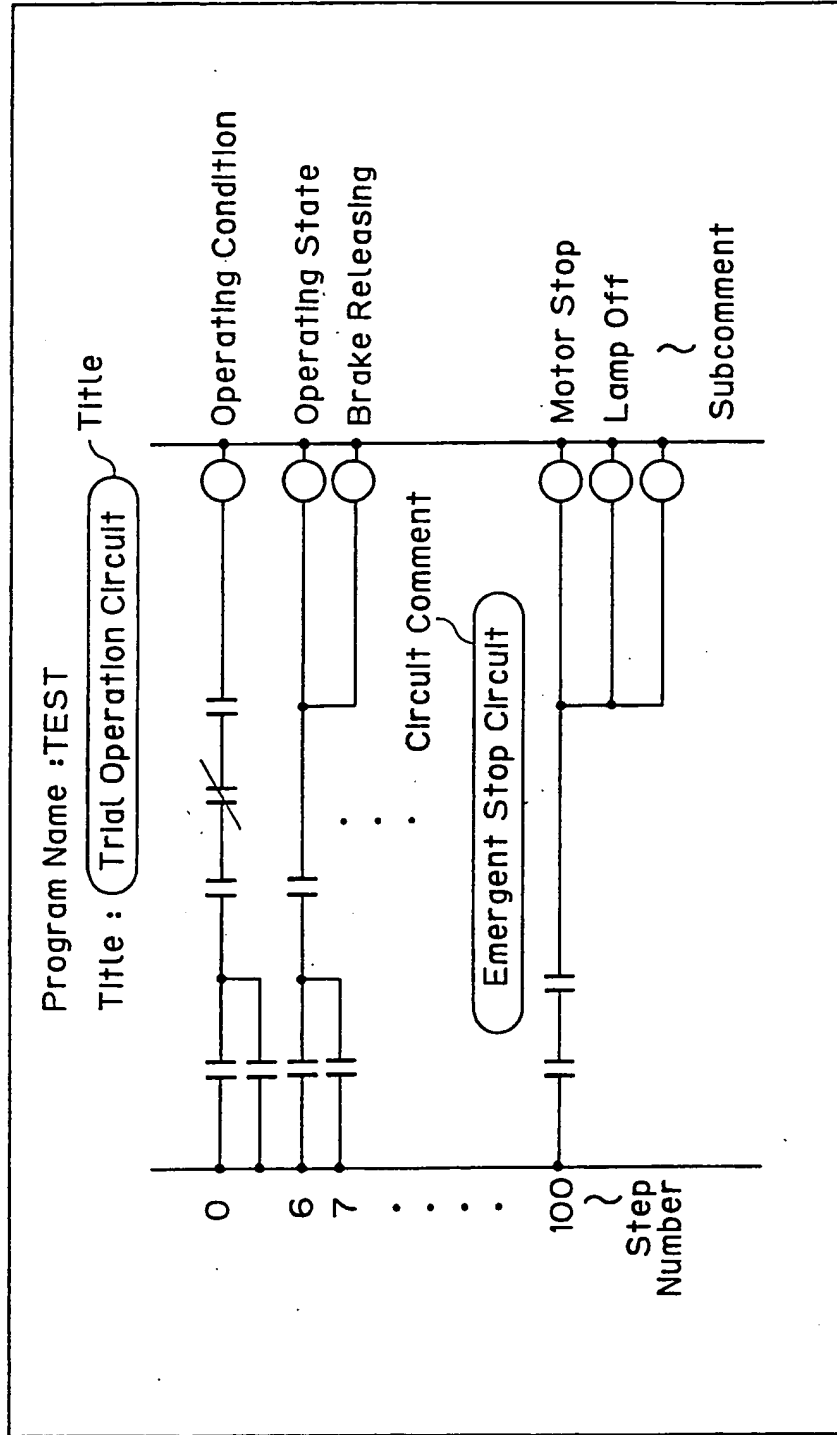 Program Name :TEST
Title : Trial Operation Circuit Title
0 Operating Condition
6 Operating State
7 Brake Releasing
Circuit Comment
Emergent Stop Circuit
100 Motor Stop
Lamp Off
Step
Number
Subcomment